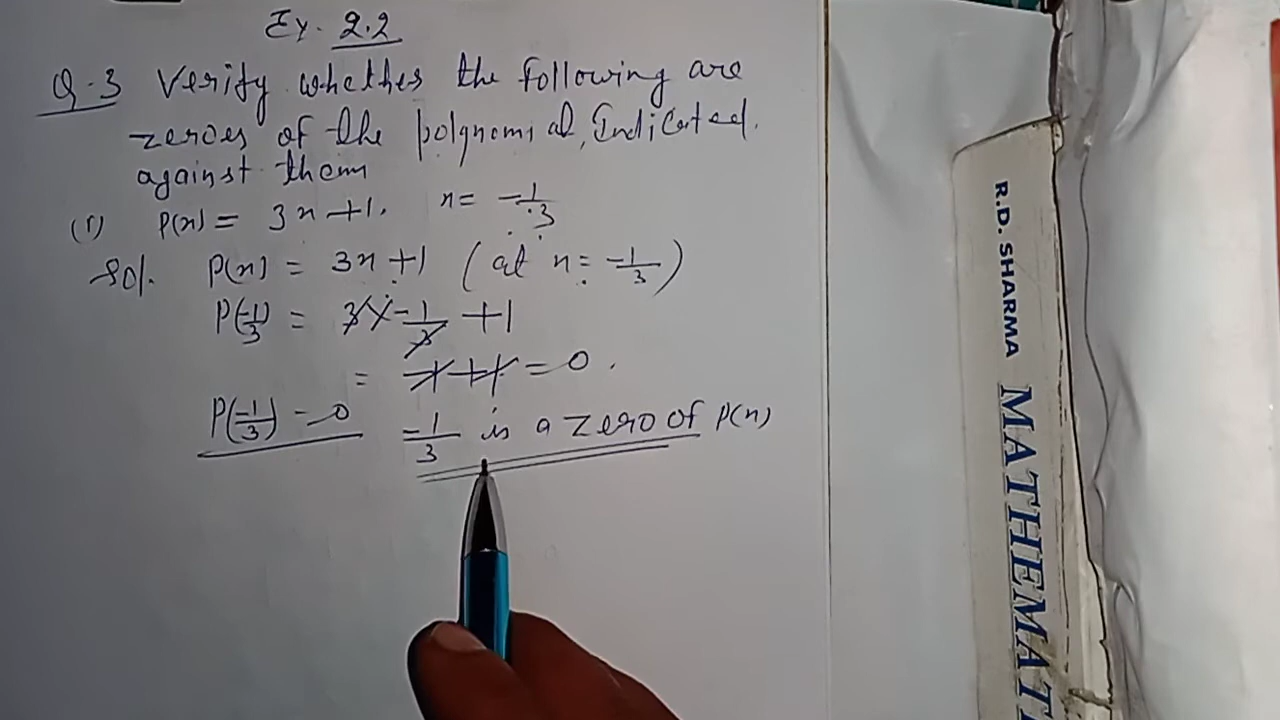 Ex. 2.2
Q.3 Verify whether the following are
zeroes of the polynomial, Indicated
against them
(i) P(x) = 3x+1, x = -1/3
Sol. P(x) = 3x+1 (at x = -1/3)
P(-1/3) = 3x-1/3 +1
= -1+1 = 0.
P(-1/3) = 0 -1/3 is a zero of P(x)
R.D. SHARMA